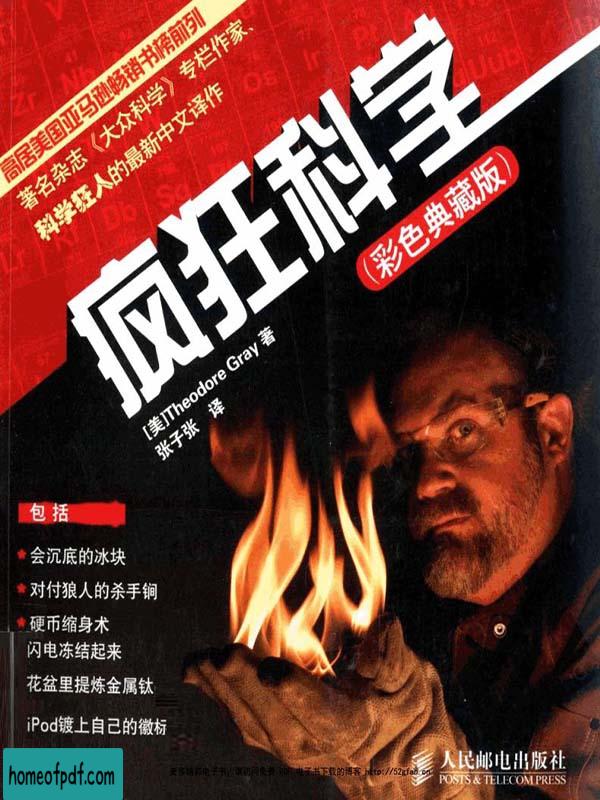 高居美国亚马逊畅销书榜前列
著名杂志《大众科学》专栏作家、
科学狂人的最新中文译作
疯狂科学
(彩色典藏版)
[美]Theodore Gray 著
张子张 译
包括
会沉底的冰块
对付狼人的杀手锏
硬币缩身术
闪电冻结起来
花盆里提炼金属钛
iPod镀上自己的徽标
人民邮电出版社
POSTS & TELECOM PRESS
homeofpdf.com